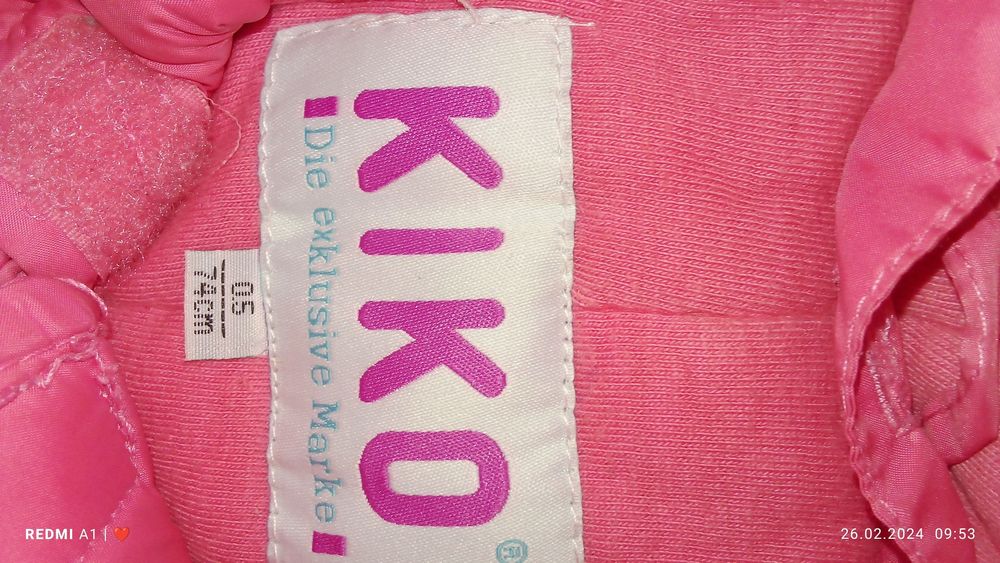 KIKO
®
Die exklusive Marke
0.5
74cm
REDMI A1 | ❤️
26.02.2024 09:53